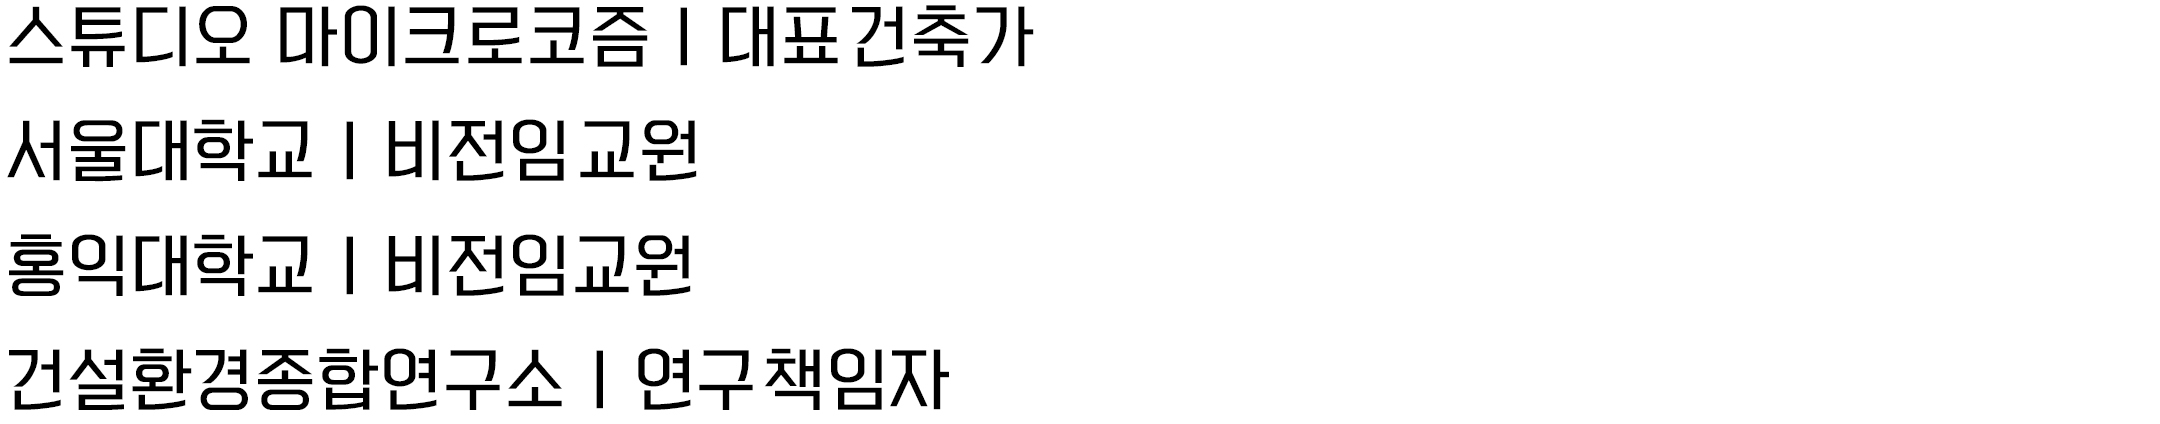 스튜디오 마이크로코즘 | 대표건축가
서울대학교 | 비전임교원
홍익대학교 | 비전임교원
건설환경종합연구소 | 연구책임자